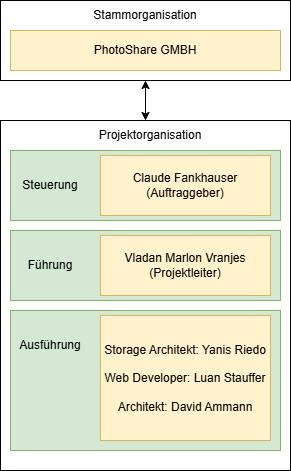 Stammorganisation
PhotoShare GMBH
Projektorganisation
Steuerung
Claude Fankhauser
(Auftraggeber)
Führung
Vladan Marlon Vranjes
(Projektleiter)
Ausführung
Storage Architekt: Yanis Riedo
Web Developer: Luan Stauffer
Architekt: David Ammann